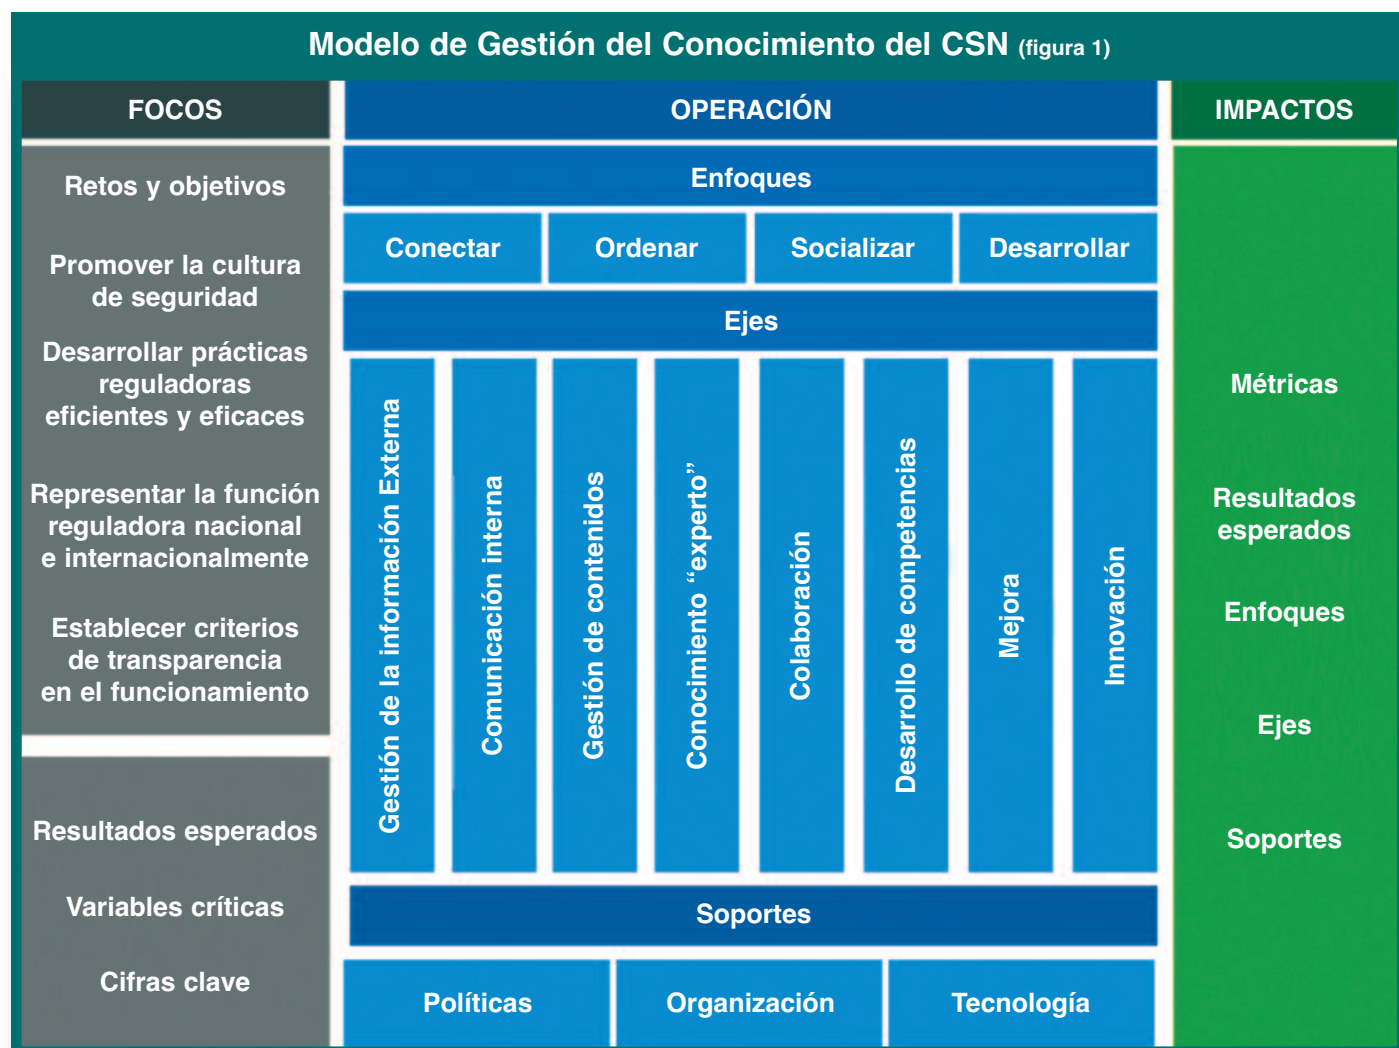 Modelo de Gestión del Conocimiento del CSN (figura 1)
FOCOS
Retos y objetivos
Promover la cultura
de seguridad
Desarrollar prácticas
reguladoras
eficientes y eficaces
Representar la función
reguladora nacional
e internacionalmente
Establecer criterios
de transparencia
en el funcionamiento
Resultados esperados
Variables críticas
Cifras clave
OPERACIÓN
Enfoques
Conectar
Ordenar
Socializar
Desarrollar
Ejes
Gestión de la información Externa
Comunicación interna
Gestión de contenidos
Conocimiento “experto”
Colaboración
Desarrollo de competencias
Mejora
Innovación
Soportes
Políticas
Organización
Tecnología
IMPACTOS
Métricas
Resultados
esperados
Enfoques
Ejes
Soportes